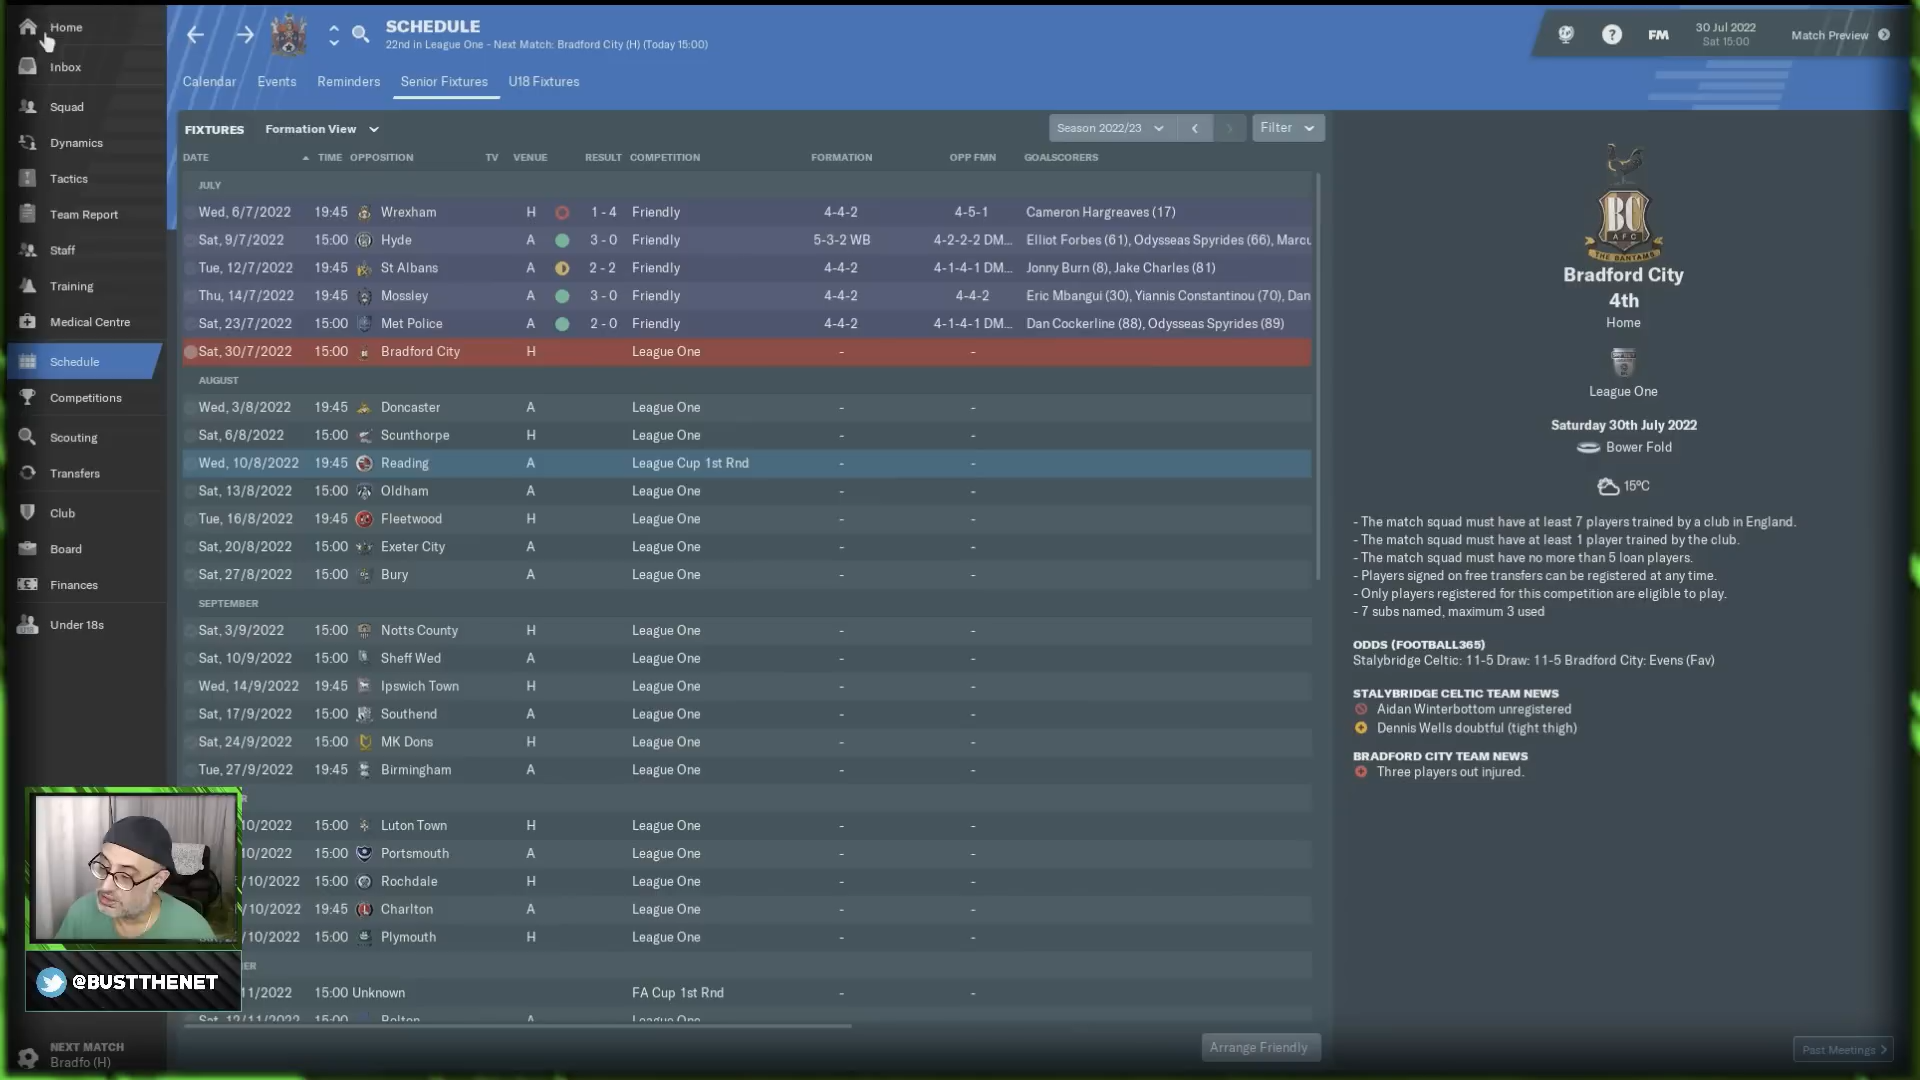 Home
Inbox
Squad
Dynamics
Tactics
Team Report
Staff
Training
Medical Centre
Schedule
Competitions
Scouting
Transfers
Club
Board
Finances
Under 18s
SCHEDULE
22nd in League One - Next Match: Bradford City (H) (Today 15:00)
FM
30 Jul 2022
Sat 15:00
Match Preview
Calendar Events Reminders Senior Fixtures U18 Fixtures
FIXTURES Formation View Season 2022/23 Filter
DATE TIME OPPOSITION TV VENUE RESULT COMPETITION FORMATION OPP FMN GOALSCORERS
JULY
Wed, 6/7/2022 19:45 Wrexham H 1 - 4 Friendly 4-4-2 4-5-1 Cameron Hargreaves (17)
Sat, 9/7/2022 15:00 Hyde A 3 - 0 Friendly 5-3-2 WB 4-2-2-2 DM... Elliot Forbes (61), Odysseas Spyrides (66), Marcu
Tue, 12/7/2022 19:45 St Albans A 2 - 2 Friendly 4-4-2 4-1-4-1 DM... Jonny Burn (8), Jake Charles (81)
Thu, 14/7/2022 19:45 Mossley A 3 - 0 Friendly 4-4-2 4-4-2 Eric Mbangui (30), Yiannis Constantinou (70), Dan
Sat, 23/7/2022 15:00 Met Police A 2 - 0 Friendly 4-4-2 4-1-4-1 DM... Dan Cockerline (88), Odysseas Spyrides (89)
Sat, 30/7/2022 15:00 Bradford City H League One - -
AUGUST
Wed, 3/8/2022 19:45 Doncaster A League One - -
Sat, 6/8/2022 15:00 Scunthorpe H League One - -
Wed, 10/8/2022 19:45 Reading A League Cup 1st Rnd - -
Sat, 13/8/2022 15:00 Oldham A League One - -
Tue, 16/8/2022 19:45 Fleetwood H League One - -
Sat, 20/8/2022 15:00 Exeter City A League One - -
Sat, 27/8/2022 15:00 Bury A League One - -
SEPTEMBER
Sat, 3/9/2022 15:00 Notts County H League One - -
Sat, 10/9/2022 15:00 Sheff Wed A League One - -
Wed, 14/9/2022 19:45 Ipswich Town H League One - -
Sat, 17/9/2022 15:00 Southend A League One - -
Sat, 24/9/2022 15:00 MK Dons H League One - -
Tue, 27/9/2022 19:45 Birmingham A League One - -
R
10/2022 15:00 Luton Town H League One - -
10/2022 15:00 Portsmouth A League One - -
/10/2022 15:00 Rochdale H League One - -
/10/2022 19:45 Charlton A League One - -
/10/2022 15:00 Plymouth H League One - -
ER
11/2022 15:00 Unknown FA Cup 1st Rnd - -
Sat, 12/11/2022 15:00 Bolton A League One
Arrange Friendly
BC
AFC
THE BANTAMS
Bradford City
4th
Home
League One
Saturday 30th July 2022
Bower Fold
15°C
- The match squad must have at least 7 players trained by a club in England.
- The match squad must have at least 1 player trained by the club.
- The match squad must have no more than 5 loan players.
- Players signed on free transfers can be registered at any time.
- Only players registered for this competition are eligible to play.
- 7 subs named, maximum 3 used
ODDS (FOOTBALL365)
Stalybridge Celtic: 11-5 Draw: 11-5 Bradford City: Evens (Fav)
STALYBRIDGE CELTIC TEAM NEWS
Aidan Winterbottom unregistered
Dennis Wells doubtful (tight thigh)
BRADFORD CITY TEAM NEWS
Three players out injured.
Past Meetings
@BUSTTHENET
NEXT MATCH
Bradfo (H)